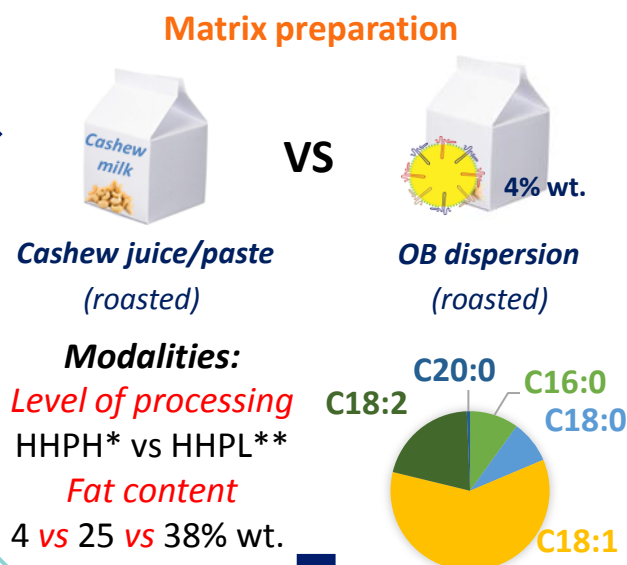 Matrix preparation
Cashew
milk
VS
4% wt.
Cashew juice/paste
(roasted)
OB dispersion
(roasted)
Modalities:
Level of processing
HHPH* vs HHPL**
Fat content
4 vs 25 vs 38% wt.
C20:0
C16:0
C18:2
C18:0
C18:1